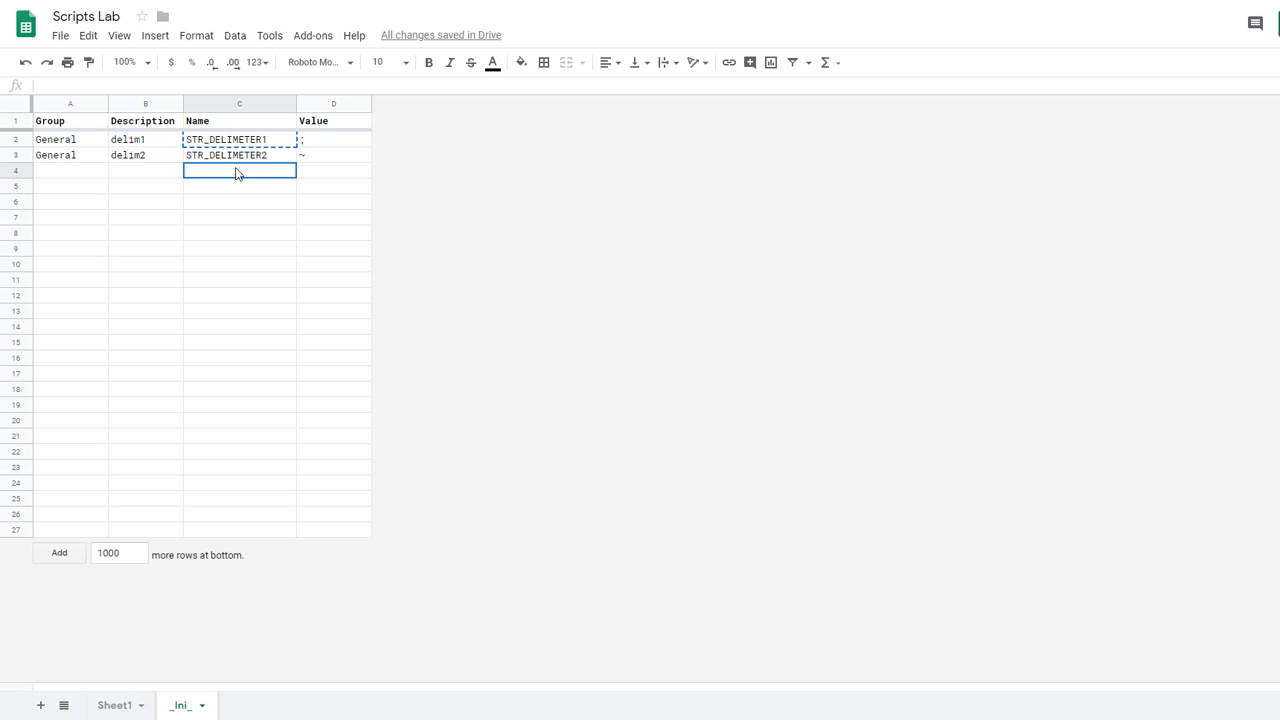 Scripts Lab
File Edit View Insert Format Data Tools Add-ons Help All changes saved in Drive
100% $ % .0 .00 123 Roboto Mo... 10 B I S A Σ
fx
A B C D
1 Group Description Name Value
2 General delim1 STR_DELIMETER1 ;
3 General delim2 STR_DELIMETER2 ~
4
5
6
7
8
9
10
11
12
13
14
15
16
17
18
19
20
21
22
23
24
25
26
27
Add 1000 more rows at bottom.
+ Sheet1 _Ini_